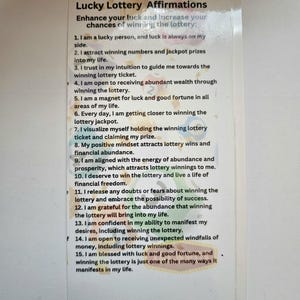 Lucky Lottery Affirmations
Enhance your luck and increase your
chances of winning the lottery:
1. I am a lucky person, and luck is always on my
side.
2. I attract winning numbers and jackpot prizes
into my life.
3. I trust in my intuition to guide me towards the
winning lottery ticket.
4. I am open to receiving abundant wealth through
winning the lottery.
5. I am a magnet for luck and good fortune in all
areas of my life.
6. Every day, I am getting closer to winning the
lottery jackpot.
7. I visualize myself holding the winning lottery
ticket and claiming my prize.
8. My positive mindset attracts lottery wins and
financial abundance.
9. I am aligned with the energy of abundance and
prosperity, which attracts lottery winnings to me.
10. I deserve to win the lottery and live a life of
financial freedom.
11. I release any doubts or fears about winning the
lottery and embrace the possibility of success.
12. I am grateful for the abundance that winning
the lottery will bring into my life.
13. I am confident in my ability to manifest my
desires, including winning the lottery.
14. I am open to receiving unexpected windfalls of
money, including lottery winnings.
15. I am blessed with luck and good fortune, and
winning the lottery is just one of the many ways it
manifests in my life.